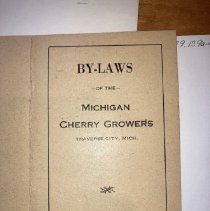 BY-LAWS
—OF THE—
MICHIGAN
CHERRY GROWERS
TRAVERSE CITY, MICH.